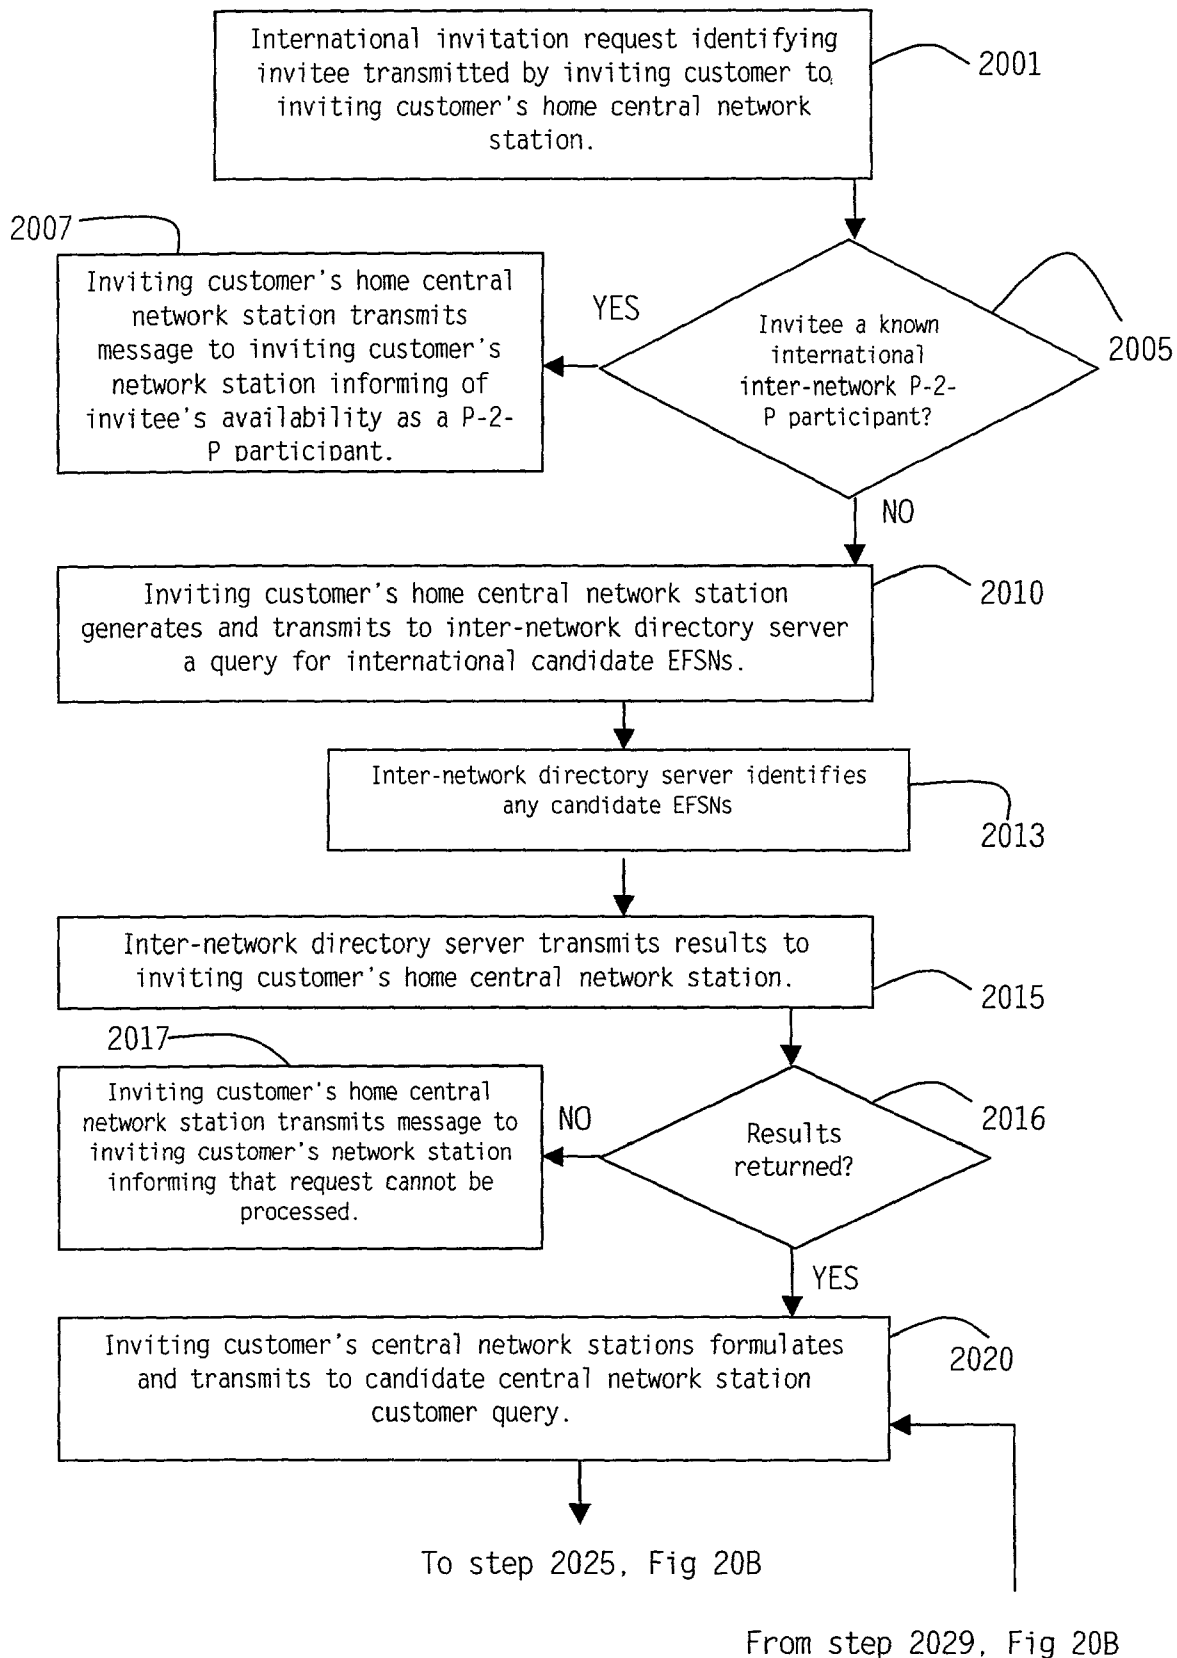 International invitation request identifying
invitee transmitted by inviting customer to
inviting customer's home central network
station.
2001
2007
Inviting customer's home central
network station transmits
message to inviting customer's
network station informing of
invitee's availability as a P-2-
P participant.
YES
Invitee a known
international
inter-network P-2-
P participant?
2005
NO
Inviting customer's home central network station
generates and transmits to inter-network directory server
a query for international candidate EFSNs.
2010
Inter-network directory server identifies
any candidate EFSNs
2013
Inter-network directory server transmits results to
inviting customer's home central network station.
2015
2017
Inviting customer's home central
network station transmits message to
inviting customer's network station
informing that request cannot be
processed.
NO
Results
returned?
2016
YES
Inviting customer's central network stations formulates
and transmits to candidate central network station
customer query.
2020
To step 2025, Fig 20B
From step 2029, Fig 20B